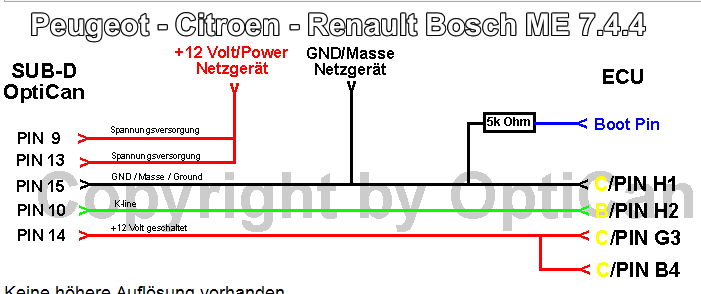 Peugeot - Citroen - Renault Bosch ME 7.4.4
+12 Volt/Power
Netzgerät
GND/Masse
Netzgerät
SUB-D
OptiCan
ECU
5k Ohm
Boot Pin
PIN 9
Spannungsversorgung
PIN 13
Spannungsversorgung
PIN 15
GND / Masse / Ground
C/PIN H1
Copyright by OptiCan
PIN 10
K-line
B/PIN H2
PIN 14
+12 Volt geschaltet
C/PIN G3
C/PIN B4
Keine höhere Auflösung vorhanden